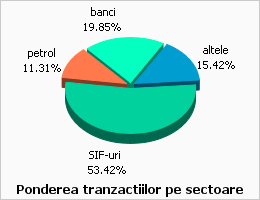 banci
19.85%
petrol
11.31%
altele
15.42%
SIF-uri
53.42%
Ponderea tranzactiilor pe sectoare